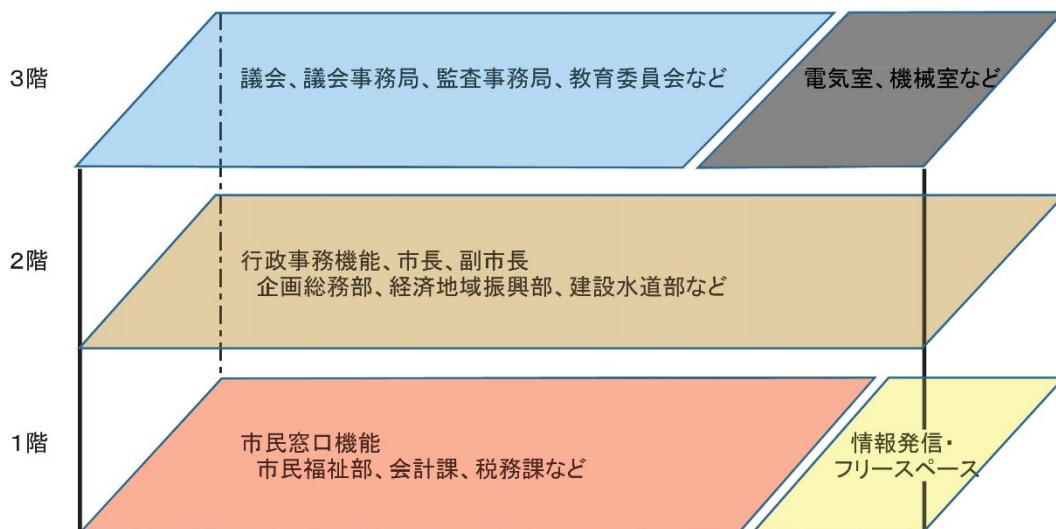 3階
議会、議会事務局、監査事務局、教育委員会など
電気室、機械室など
2階
行政事務機能、市長、副市長
企画総務部、経済地域振興部、建設水道部など
1階
市民窓口機能
市民福祉部、会計課、税務課など
情報発信・
フリースペース